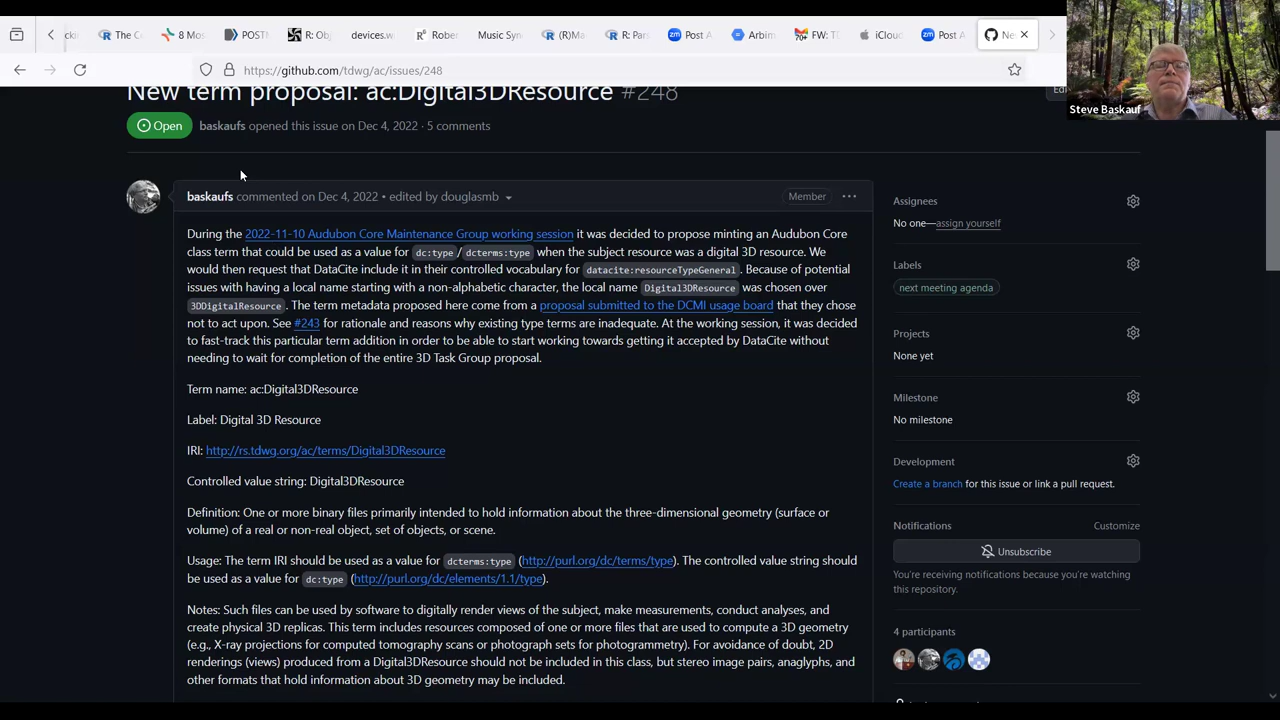 cki
The Co
8 Mos
POSTM
R: Obj
devices.w
Rober
Music Syn
(R)Ma
R: Pars
Post A
Arbim
FW: TD
iCloud
Post A
Ne
https://github.com/tdwg/ac/issues/248
Steve Baskauf
New term proposal: ac:Digital3DResource #248
Edi
Open
baskaufs opened this issue on Dec 4, 2022 · 5 comments
baskaufs commented on Dec 4, 2022 • edited by douglasmb
Member
During the 2022-11-10 Audubon Core Maintenance Group working session it was decided to propose minting an Audubon Core
class term that could be used as a value for dc:type / dcterms:type when the subject resource was a digital 3D resource. We
would then request that DataCite include it in their controlled vocabulary for datacite:resourceTypeGeneral . Because of potential
issues with having a local name starting with a non-alphabetic character, the local name Digital3DResource was chosen over
3DDigitalResource . The term metadata proposed here come from a proposal submitted to the DCMI usage board that they chose
not to act upon. See #243 for rationale and reasons why existing type terms are inadequate. At the working session, it was decided
to fast-track this particular term addition in order to be able to start working towards getting it accepted by DataCite without
needing to wait for completion of the entire 3D Task Group proposal.
Term name: ac:Digital3DResource
Label: Digital 3D Resource
IRI: http://rs.tdwg.org/ac/terms/Digital3DResource
Controlled value string: Digital3DResource
Definition: One or more binary files primarily intended to hold information about the three-dimensional geometry (surface or
volume) of a real or non-real object, set of objects, or scene.
Usage: The term IRI should be used as a value for dcterms:type (http://purl.org/dc/terms/type). The controlled value string should
be used as a value for dc:type (http://purl.org/dc/elements/1.1/type).
Notes: Such files can be used by software to digitally render views of the subject, make measurements, conduct analyses, and
create physical 3D replicas. This term includes resources composed of one or more files that are used to compute a 3D geometry
(e.g., X-ray projections for computed tomography scans or photograph sets for photogrammetry). For avoidance of doubt, 2D
renderings (views) produced from a Digital3DResource should not be included in this class, but stereo image pairs, anaglyphs, and
other formats that hold information about 3D geometry may be included.
Assignees
No one—assign yourself
Labels
next meeting agenda
Projects
None yet
Milestone
No milestone
Development
Create a branch for this issue or link a pull request.
Notifications
Customize
Unsubscribe
You're receiving notifications because you're watching
this repository.
4 participants